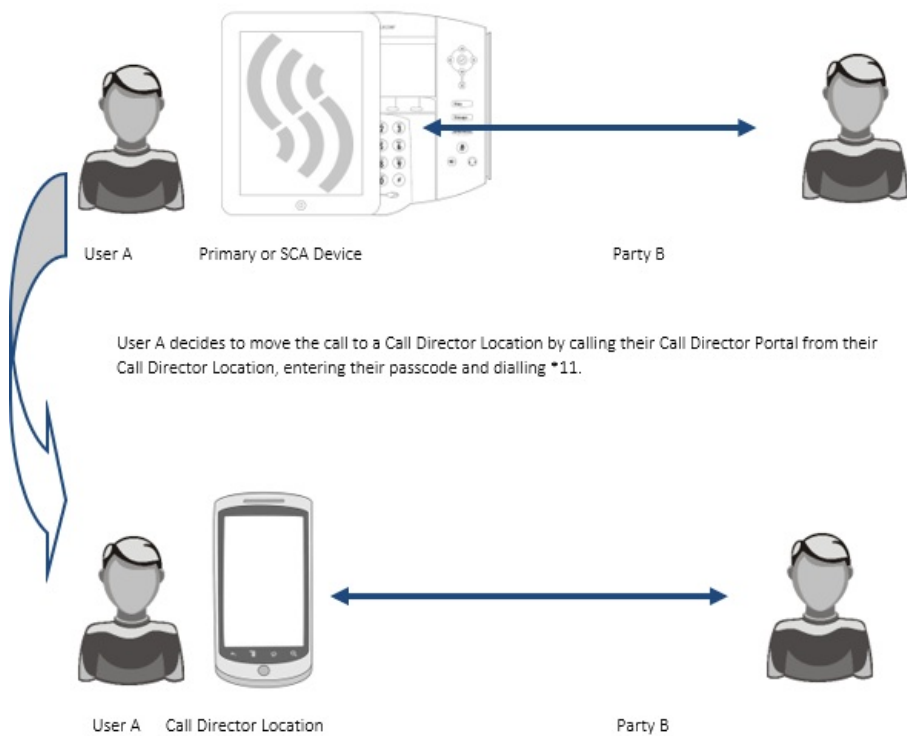 User A
Primary or SCA Device
Party B
User A decides to move the call to a Call Director Location by calling their Call Director Portal from their
Call Director Location, entering their passcode and dialling *11.
User A
Call Director Location
Party B